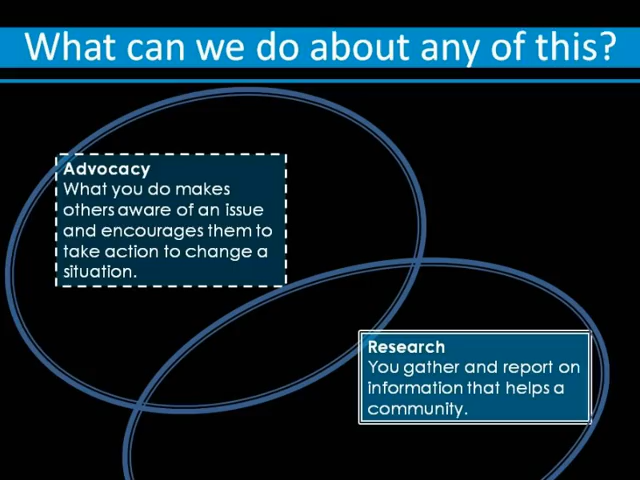 What can we do about any of this?
Advocacy
What you do makes
others aware of an issue
and encourages them to
take action to change a
situation.
Research
You gather and report on
information that helps a
community.